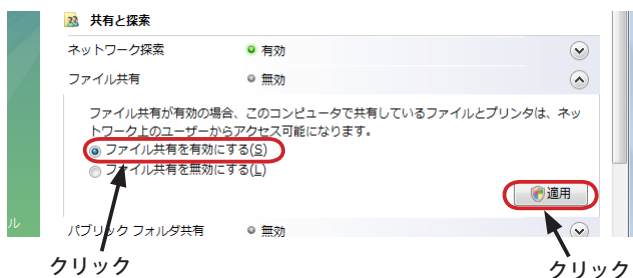 共有と探索
ネットワーク探索 有効
ファイル共有 無効
ファイル共有が有効の場合、このコンピュータで共有しているファイルとプリンタは、ネッ
トワーク上のユーザーからアクセス可能になります。
ファイル共有を有効にする(S)
ファイル共有を無効にする(L)
適用
ル
パブリック フォルダ共有 無効
クリック
クリック